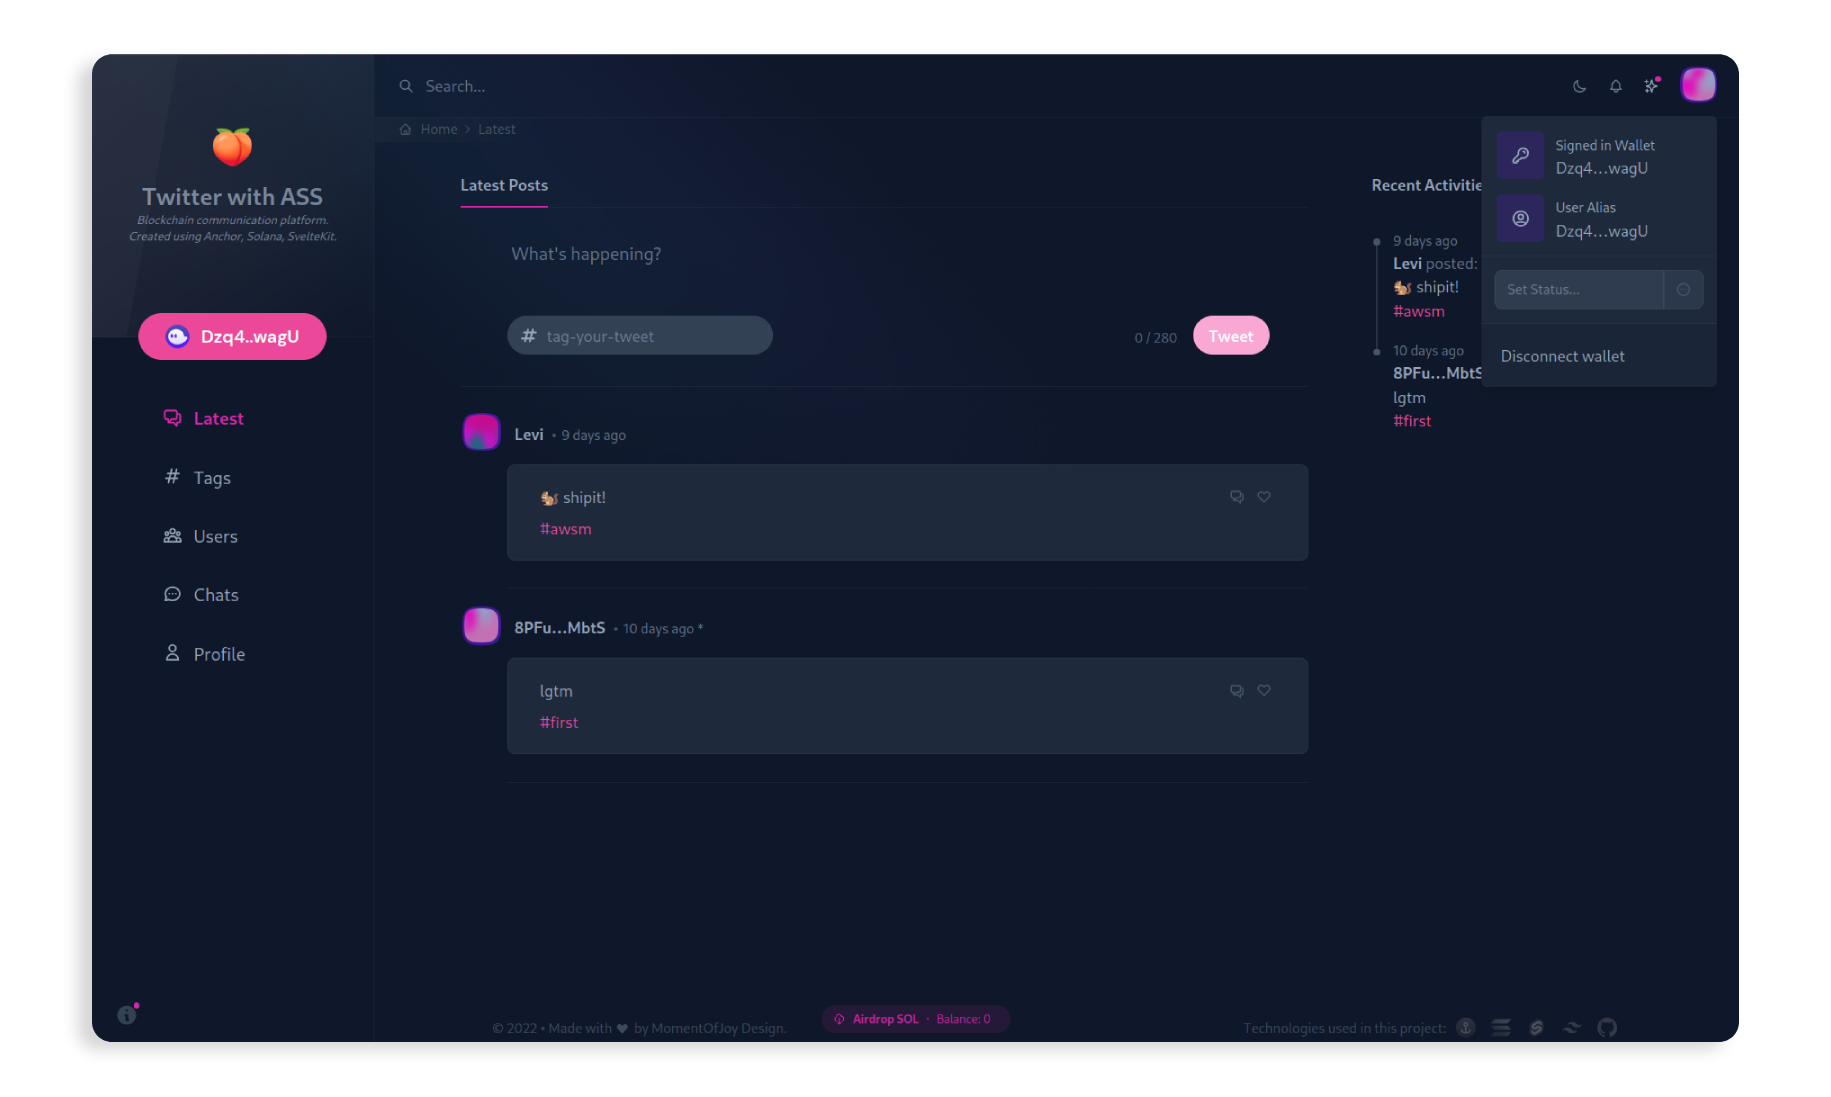 Twitter with ASS
Blockchain communication platform.
Created using Anchor, Solana, SvelteKit.
Dzq4..wagU
Latest
Tags
Users
Chats
Profile
Search...
Home > Latest
Latest Posts
What's happening?
# tag-your-tweet
0 / 280
Tweet
Levi • 9 days ago
🐿️ shipit!
#awsm
8PFu...MbtS • 10 days ago *
lgtm
#first
Recent Activitie
9 days ago
Levi posted:
🐿️ shipit!
#awsm
10 days ago
8PFu...MbtS
lgtm
#first
Signed in Wallet
Dzq4...wagU
User Alias
Dzq4...wagU
Set Status...
Disconnect wallet
© 2022 • Made with ♥ by MomentOfJoy Design.
Airdrop SOL • Balance: 0
Technologies used in this project: